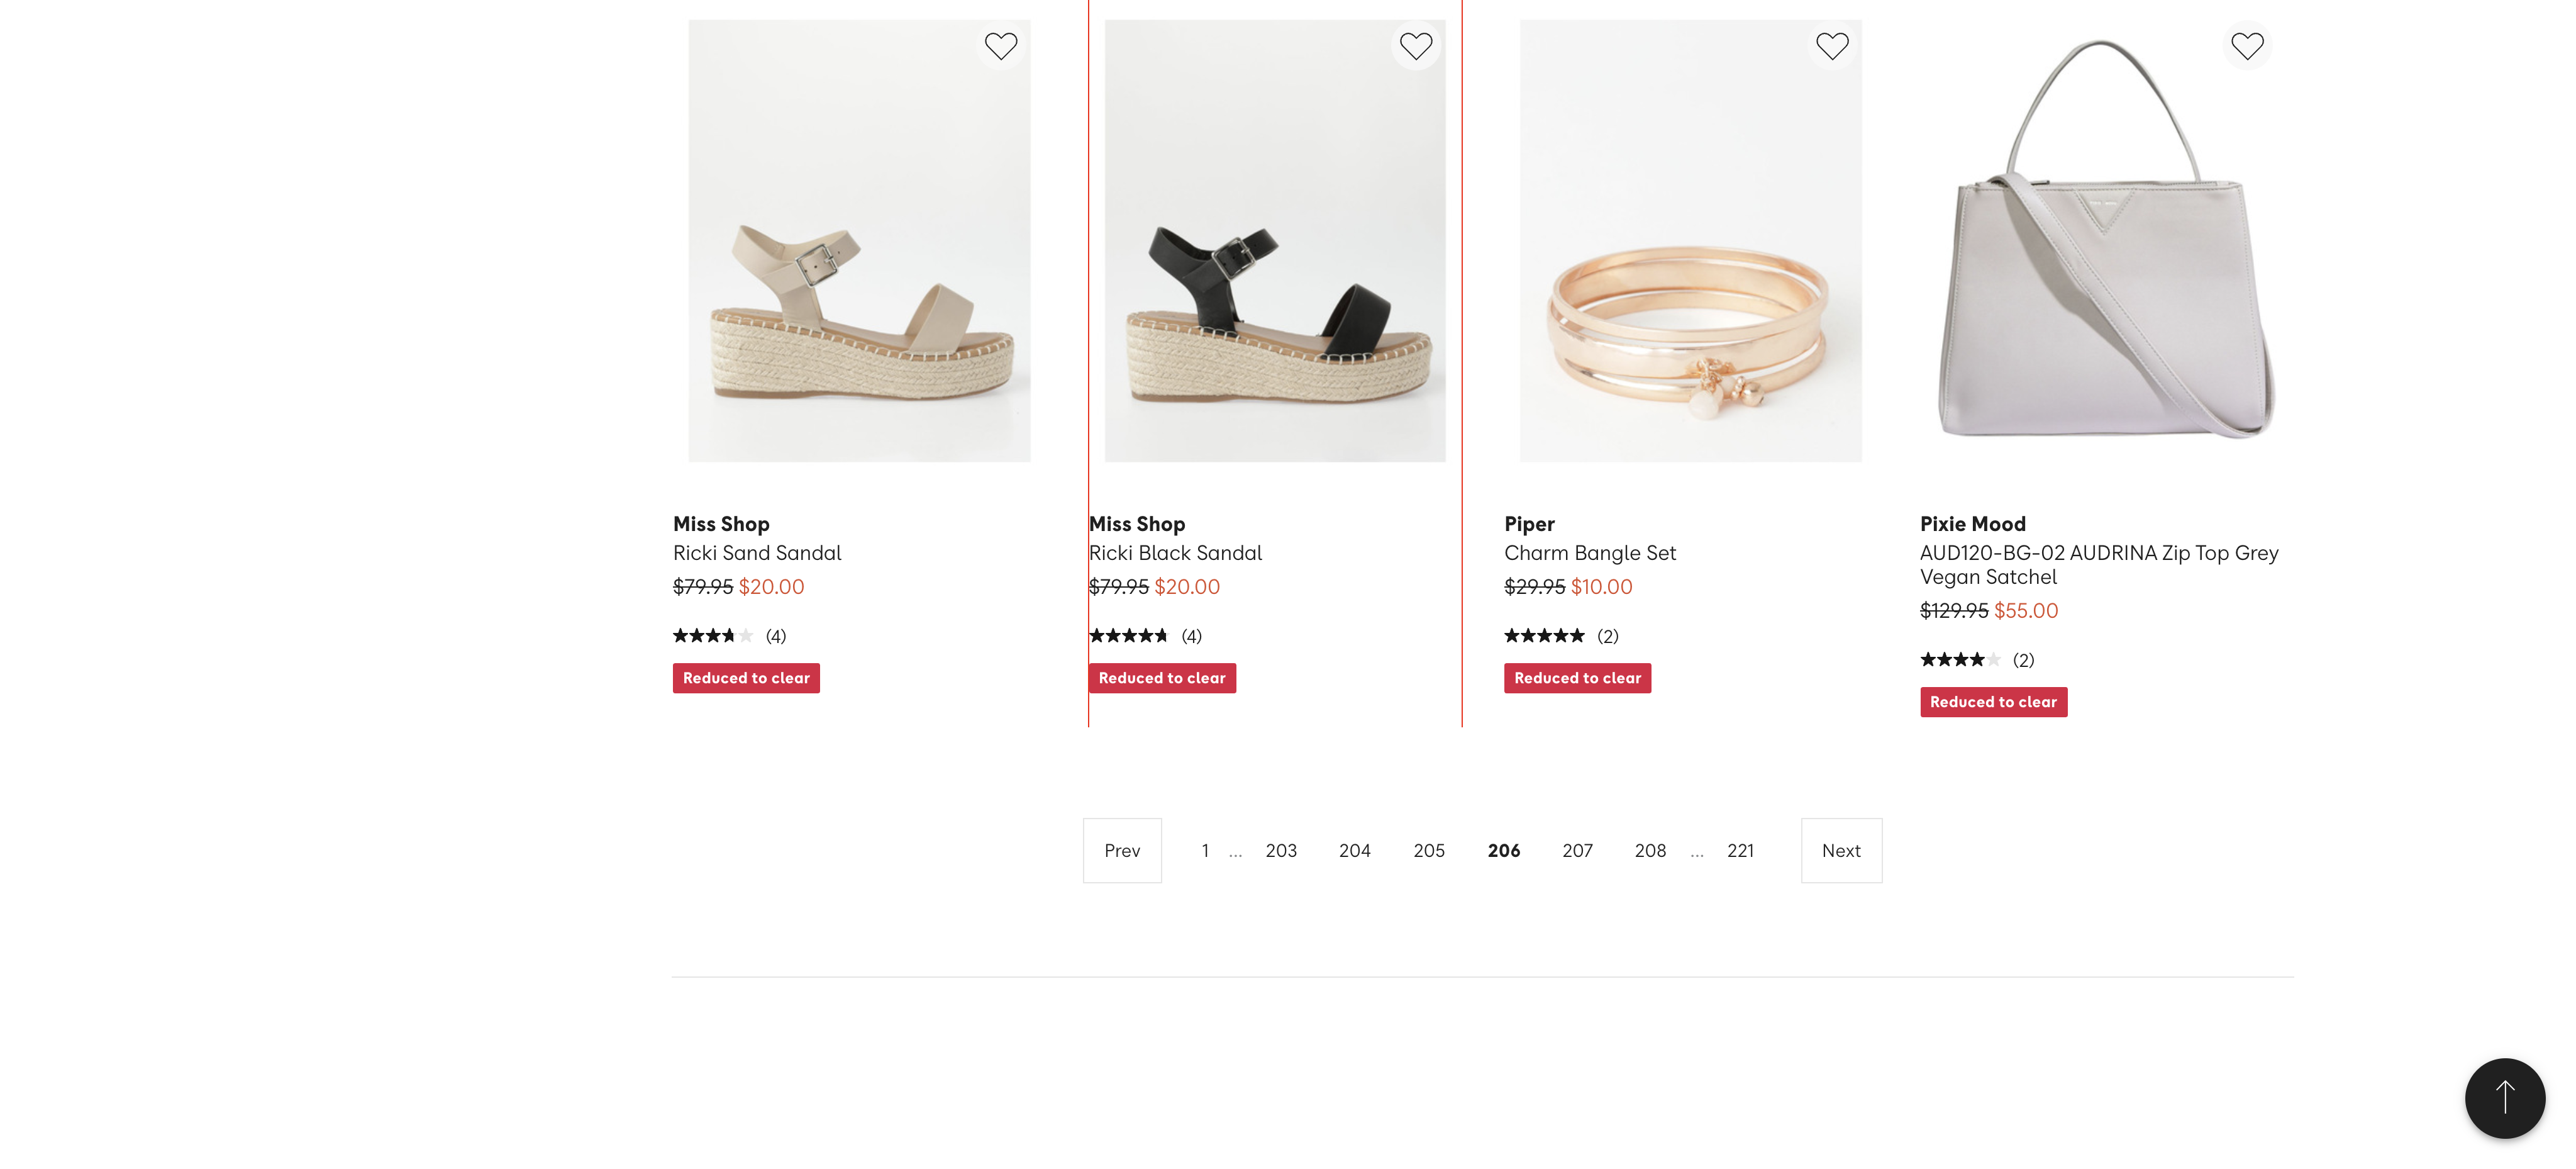 Miss Shop
Ricki Sand Sandal
$79.95 $20.00
(4)
Reduced to clear
Miss Shop
Ricki Black Sandal
$79.95 $20.00
(4)
Reduced to clear
Piper
Charm Bangle Set
$29.95 $10.00
(2)
Reduced to clear
Pixie Mood
AUD120-BG-02 AUDRINA Zip Top Grey
Vegan Satchel
$129.95 $55.00
(2)
Reduced to clear
Prev 1 ... 203 204 205 206 207 208 ... 221 Next